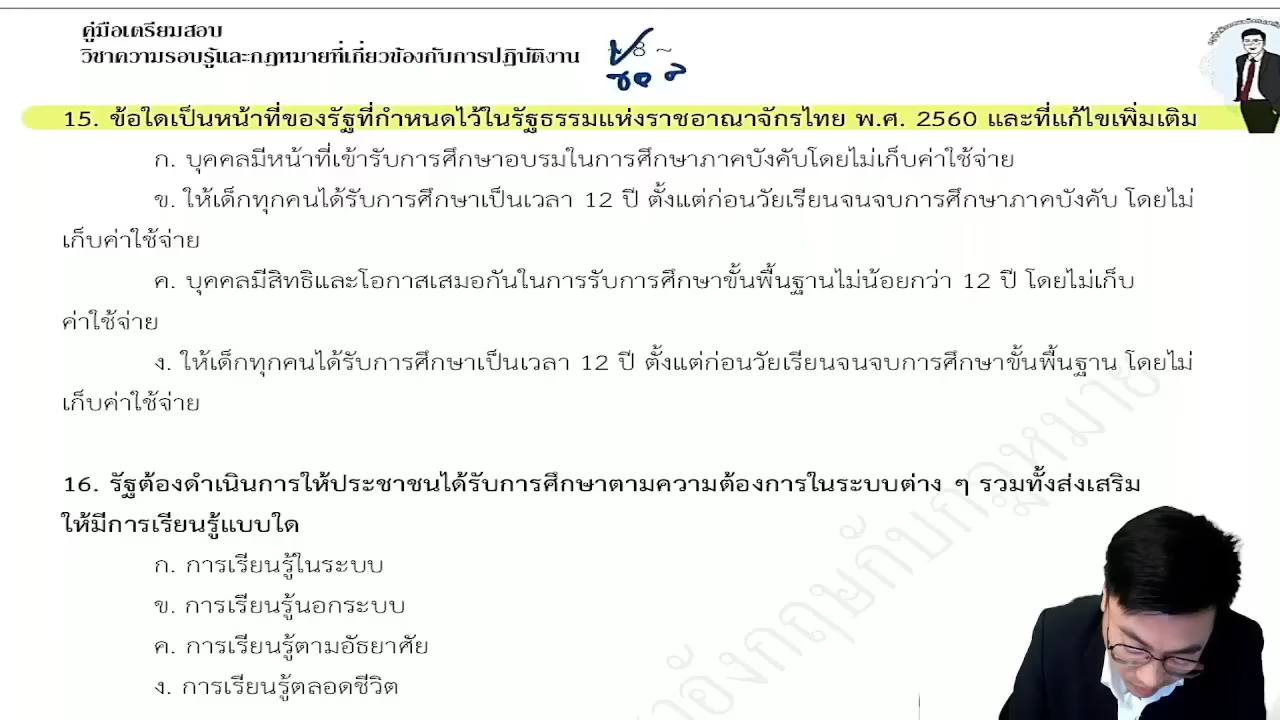 คู่มือเตรียมสอบ
วิชาความรอบรู้และกฎหมายที่เกี่ยวข้องกับการปฏิบัติงาน
15. ข้อใดเป็นหน้าที่ของรัฐที่กำหนดไว้ในรัฐธรรมแห่งราชอาณาจักรไทย พ.ศ. 2560 และที่แก้ไขเพิ่มเติม
ก. บุคคลมีหน้าที่เข้ารับการศึกษาอบรมในการศึกษาภาคบังคับโดยไม่เก็บค่าใช้จ่าย
ข. ให้เด็กทุกคนได้รับการศึกษาเป็นเวลา 12 ปี ตั้งแต่ก่อนวัยเรียนจนจบการศึกษาภาคบังคับ โดยไม่
เก็บค่าใช้จ่าย
ค. บุคคลมีสิทธิและโอกาสเสมอกันในการรับการศึกษาขั้นพื้นฐานไม่น้อยกว่า 12 ปี โดยไม่เก็บ
ค่าใช้จ่าย
ง. ให้เด็กทุกคนได้รับการศึกษาเป็นเวลา 12 ปี ตั้งแต่ก่อนวัยเรียนจนจบการศึกษาขั้นพื้นฐาน โดยไม่
เก็บค่าใช้จ่าย
16. รัฐต้องดำเนินการให้ประชาชนได้รับการศึกษาตามความต้องการในระบบต่าง ๆ รวมทั้งส่งเสริม
ให้มีการเรียนรู้แบบใด
ก. การเรียนรู้ในระบบ
ข. การเรียนรู้นอกระบบ
ค. การเรียนรู้ตามอัธยาศัย
ง. การเรียนรู้ตลอดชีวิต
าอังกฤษกับกฎหมาย